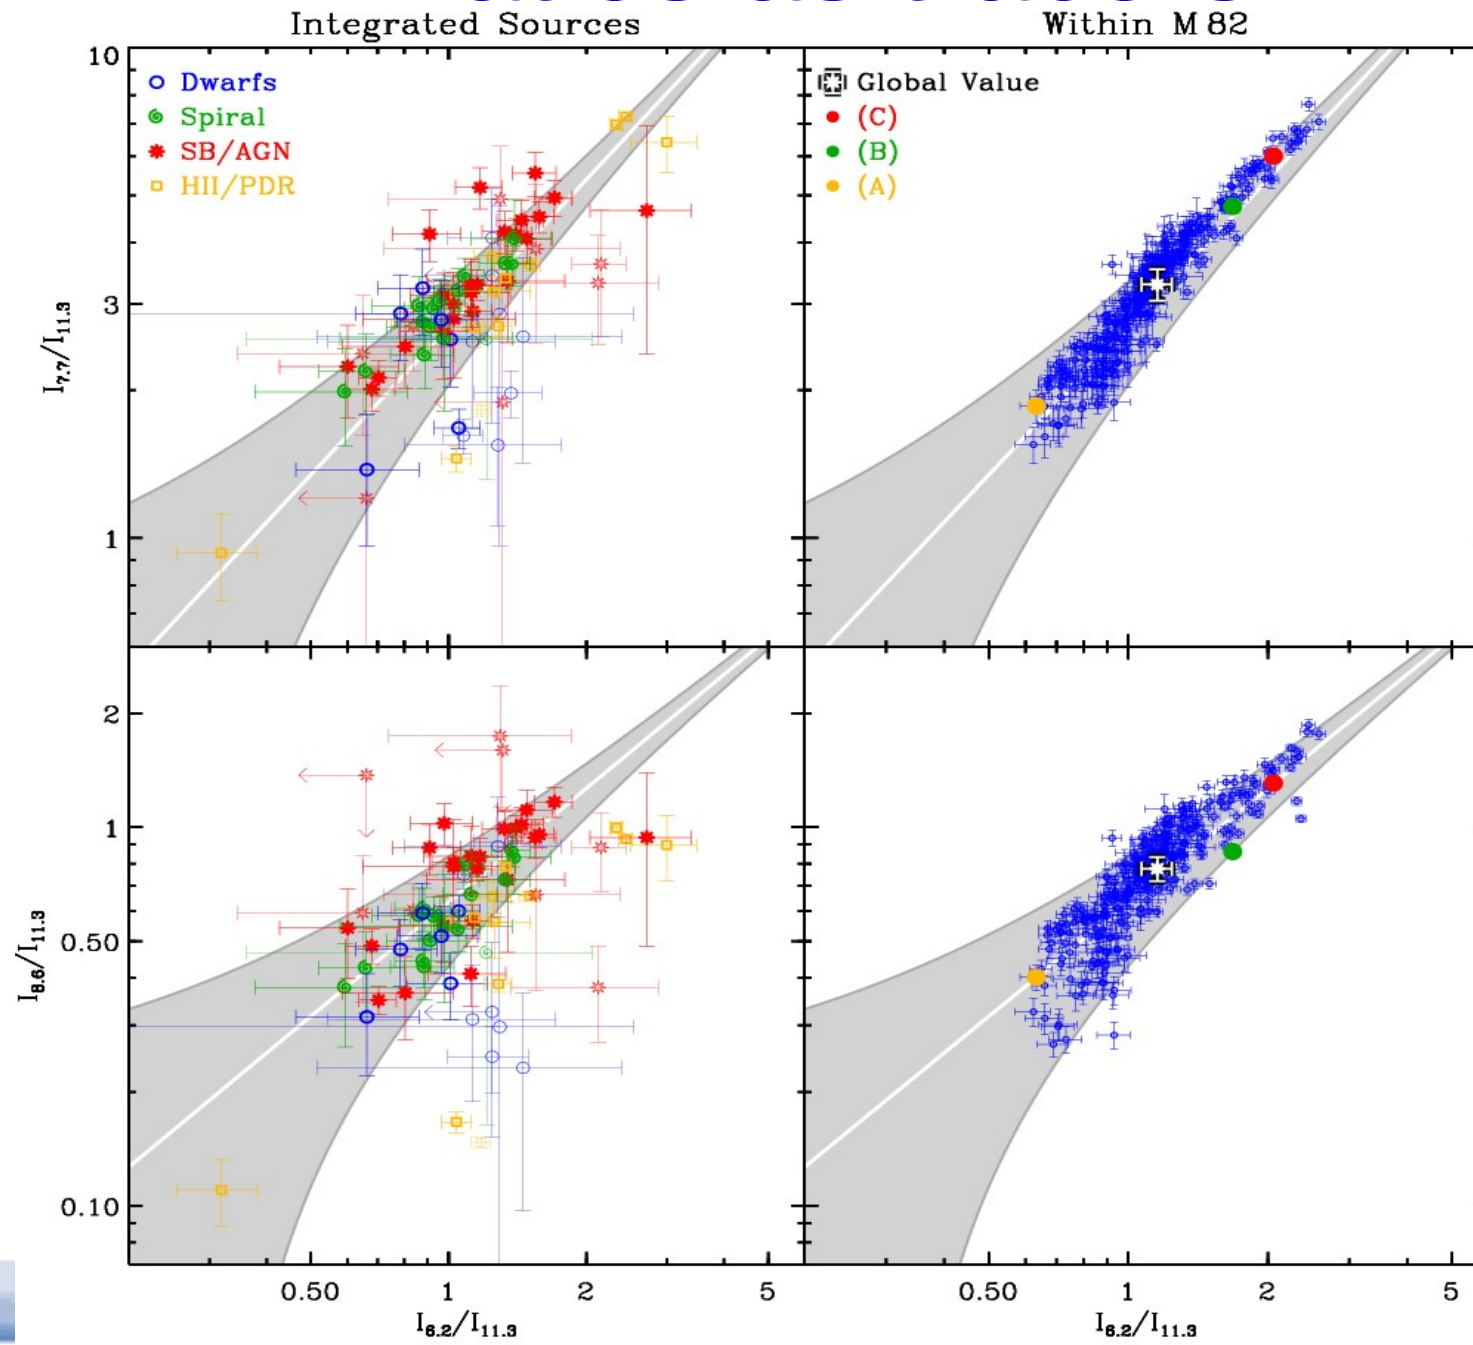 Integrated Sources
Within M 82
10
3
1
I7.7/I11.3
Dwarfs
Spiral
SB/AGN
HII/PDR
Global Value
(C)
(B)
(A)
2
1
0.50
0.10
I8.6/I11.3
0.50 1 2 5
0.50 1 2 5
I6.2/I11.3
I6.2/I11.3